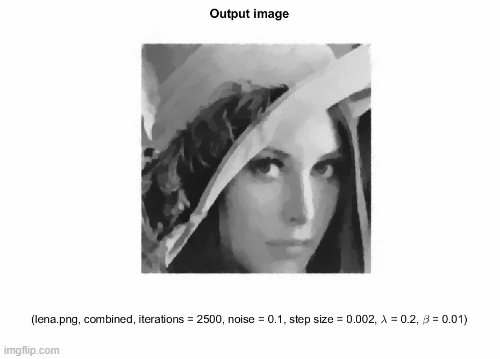 Output image
(lena.png, combined, iterations = 2500, noise = 0.1, step size = 0.002, λ = 0.2, β = 0.01)
imgflip.com